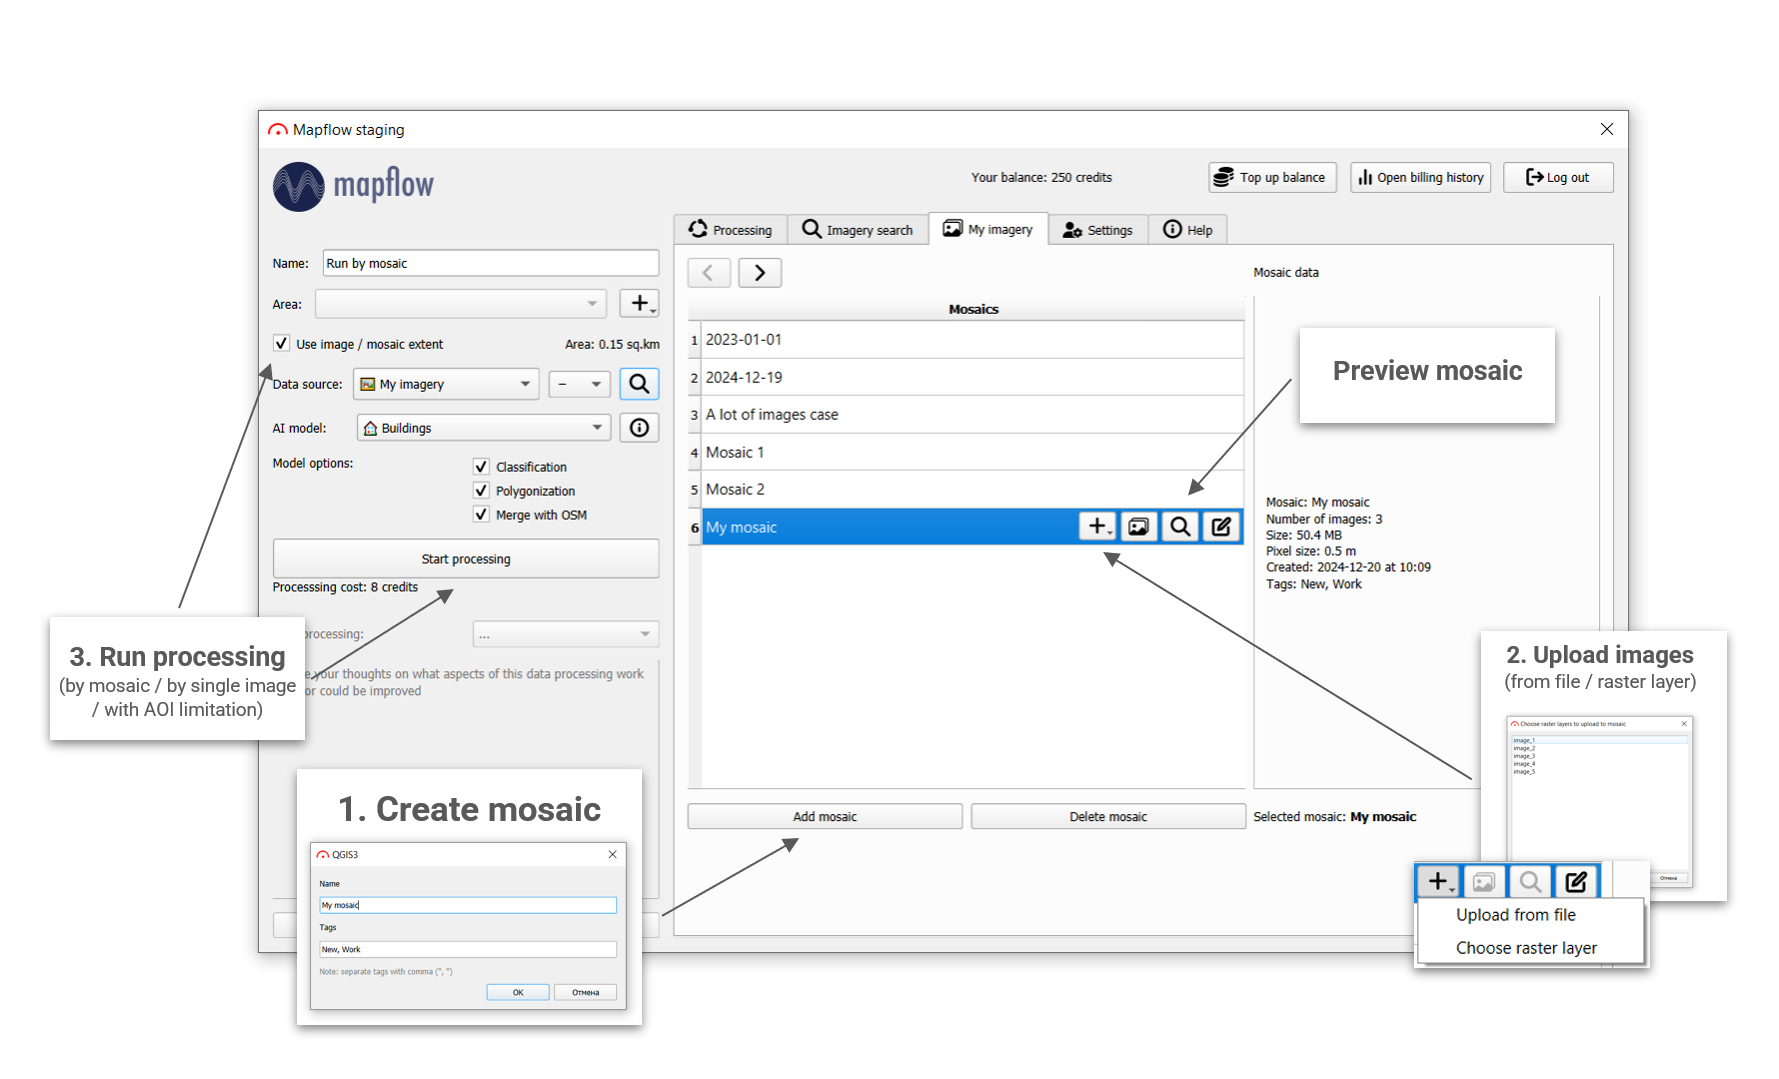 Mapflow staging
mapflow
Your balance: 250 credits
Top up balance
Open billing history
Log out
Processing
Imagery search
My imagery
Settings
Help
Name:
Run by mosaic
Area:
Use image / mosaic extent
Area: 0.15 sq.km
Data source:
My imagery
–
AI model:
Buildings
Model options:
Classification
Polygonization
Merge with OSM
Start processing
Processsing cost: 8 credits
rocessing:
...
your thoughts on what aspects of this data processing work
or could be improved
Mosaics
1 2023-01-01
2 2024-12-19
3 A lot of images case
4 Mosaic 1
5 Mosaic 2
6 My mosaic
Add mosaic
Delete mosaic
Mosaic data
Preview mosaic
Mosaic: My mosaic
Number of images: 3
Size: 50.4 MB
Pixel size: 0.5 m
Created: 2024-12-20 at 10:09
Tags: New, Work
Selected mosaic: My mosaic
3. Run processing
(by mosaic / by single image
/ with AOI limitation)
1. Create mosaic
QGIS3
Name
My mosaic
Tags
New, Work
Note: separate tags with comma (", ")
OK
Отмена
2. Upload images
(from file / raster layer)
Choose raster layers to upload to mosaic
image_1
image_2
image_3
image_4
image_5
Отмена
Upload from file
Choose raster layer